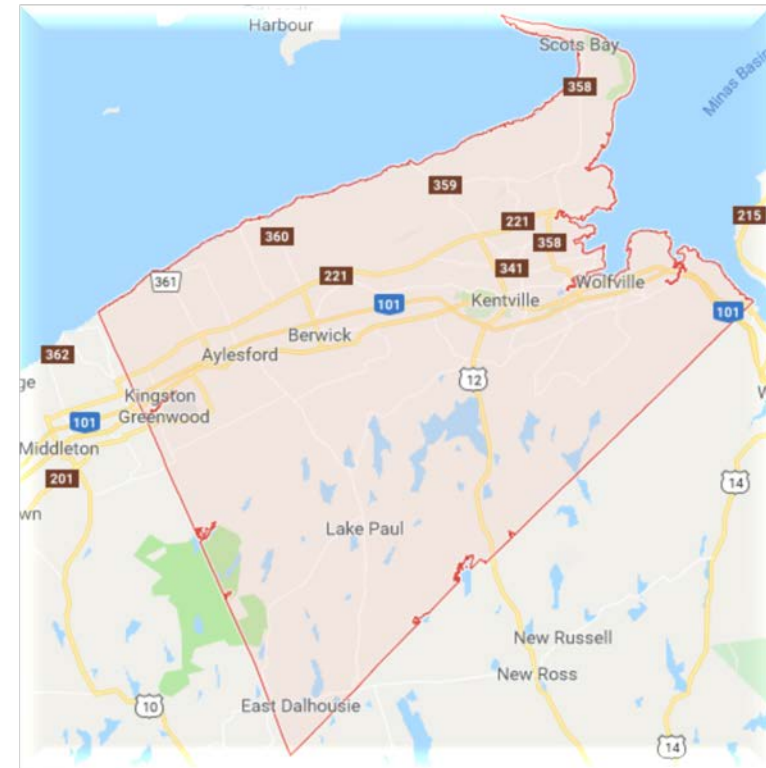 Harbour
Scots Bay
358
Minas Basin
359
221
215
360
358
341
361
221
Wolfville
Kentville
101
101
Berwick
362
Aylesford
ge
12
Kingston
Greenwood
101
Middleton
201
14
wn
Lake Paul
New Russell
New Ross
East Dalhousie
10
14